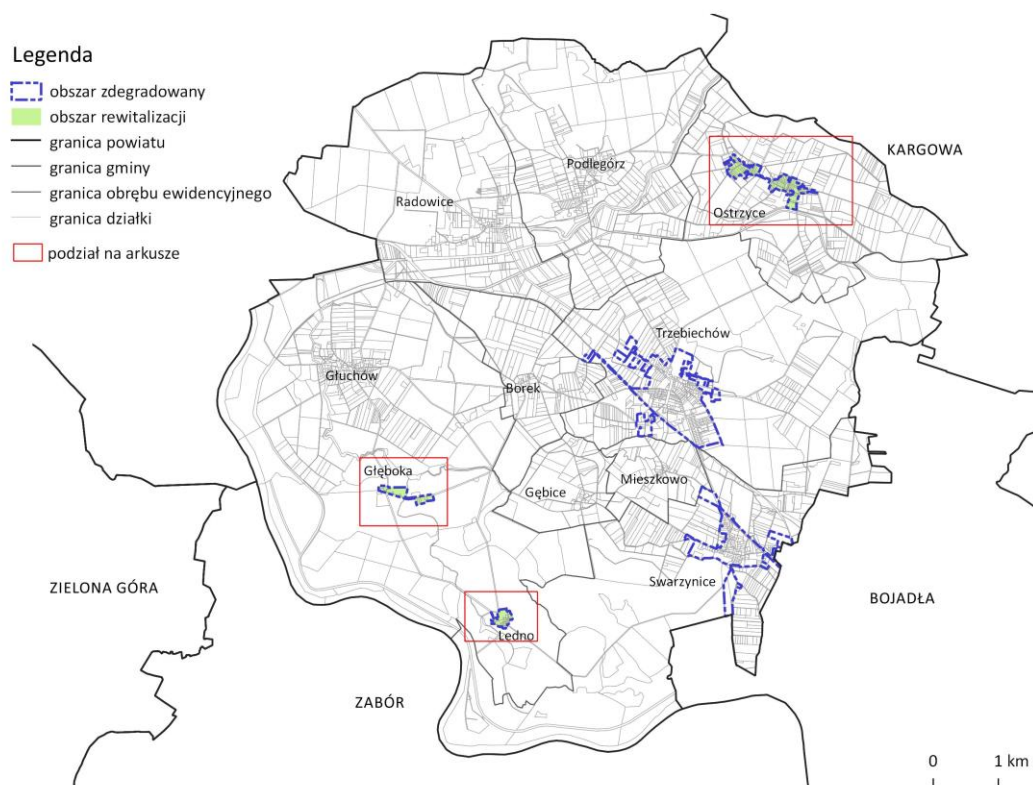 Legenda
obszar zdegradowany
obszar rewitalizacji
granica powiatu
granica gminy
granica obrębu ewidencyjnego
granica działki
podział na arkusze
KARGOWA
Podlegórz
Radowice
Ostrzyce
Trzebiechów
Głuchów
Borek
Głęboka
Gębice
Mieszkowo
Swarzynice
ZIELONA GÓRA
BOJADŁA
Ledno
ZABÓR
0 1 km